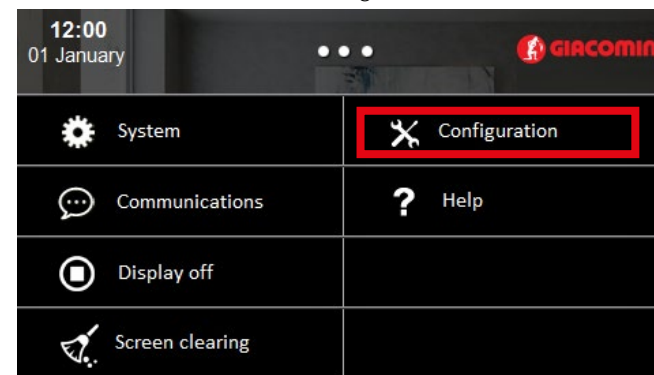 12:00
01 January
GIACOMIN
System
Configuration
Communications
? Help
Display off
Screen clearing